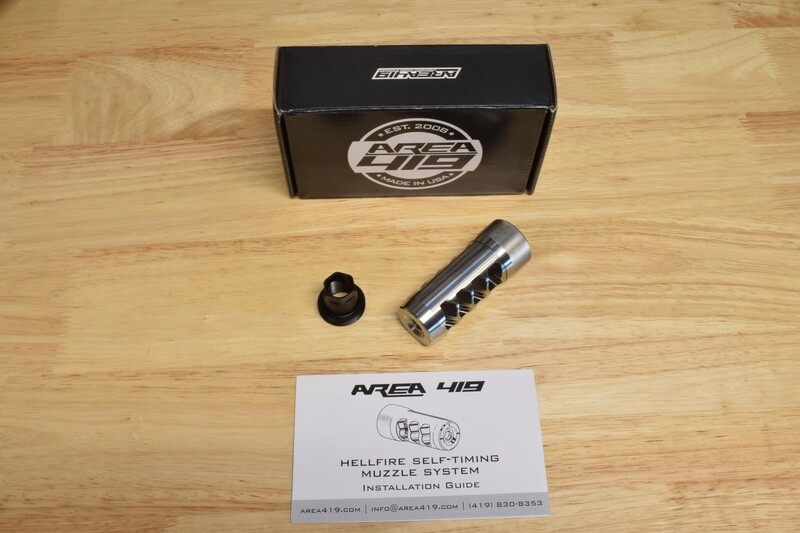 AREA 419
EST. 2008
AREA
419
MADE IN USA
AREA 419
HELLFIRE SELF-TIMING
MUZZLE SYSTEM
INSTALLATION GUIDE
AREA419.COM | INFO@AREA419.COM | (419) 830-8353